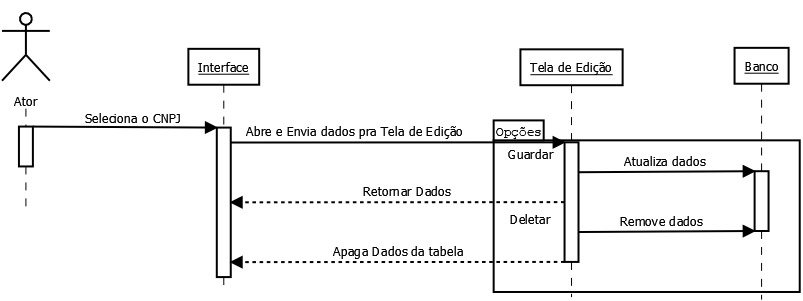 Ator
Interface
Tela de Edição
Banco
Seleciona o CNPJ
Abre e Envia dados pra Tela de Edição
Opções
Guardar
Atualiza dados
Retornar Dados
Deletar
Remove dados
Apaga Dados da tabela